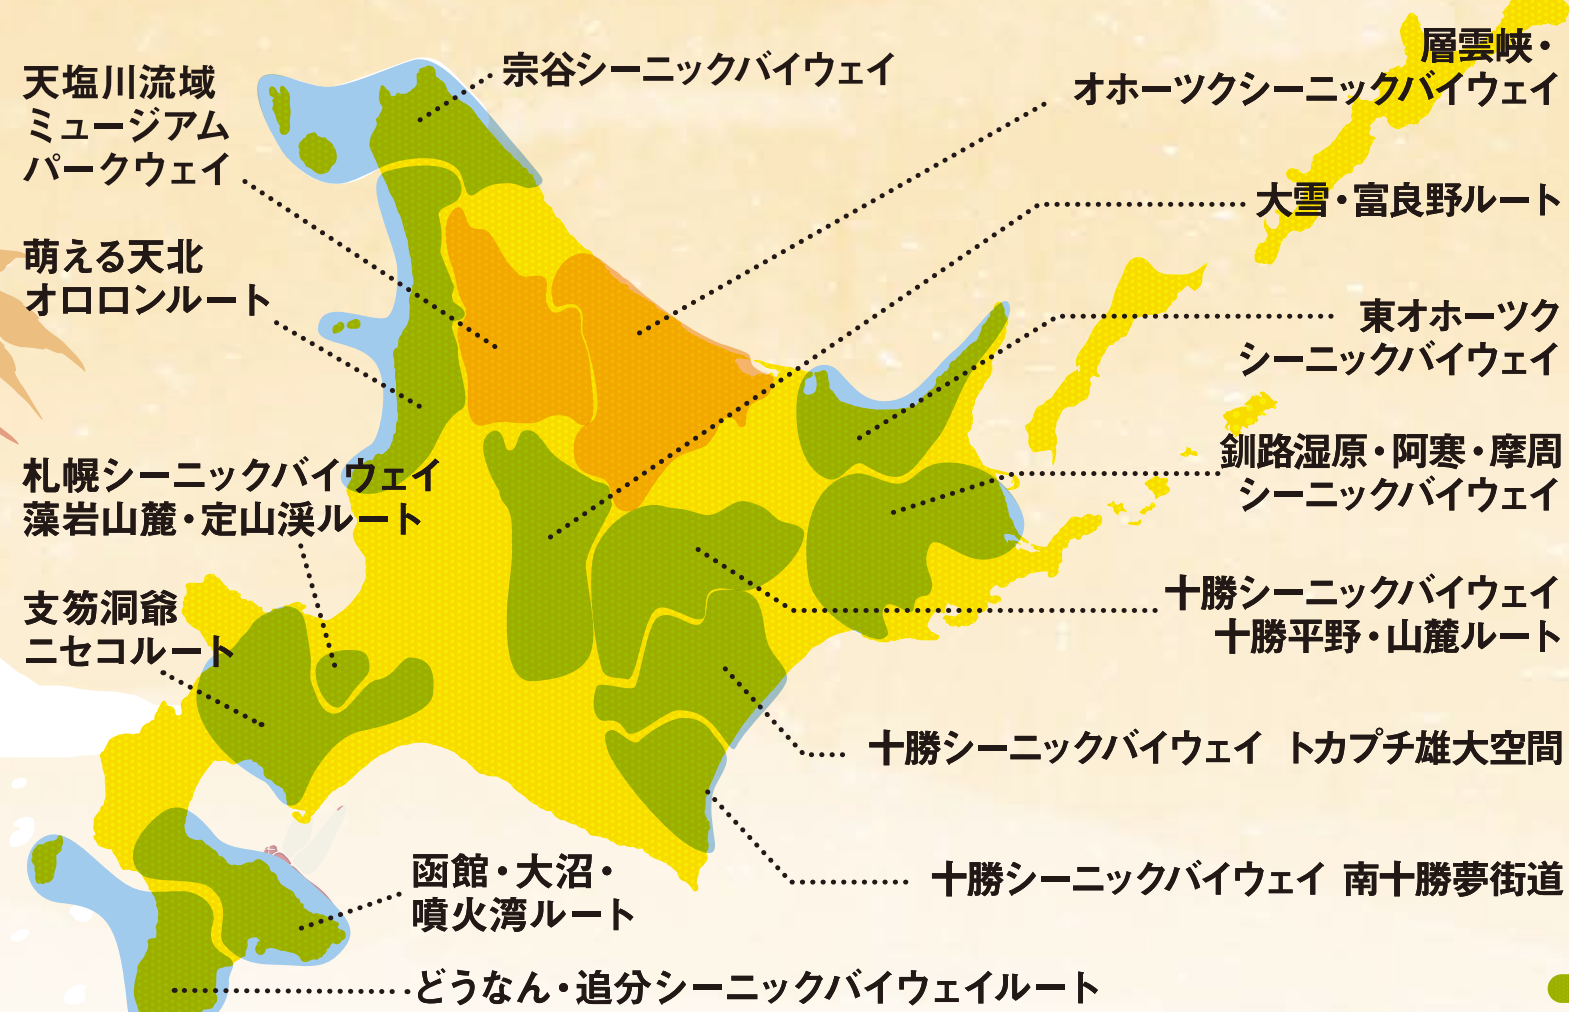 天塩川流域
ミュージアム
パークウェイ
宗谷シーニックバイウェイ
層雲峡・
オホーツクシーニックバイウェイ
大雪・富良野ルート
萌える天北
オロロンルート
東オホーツク
シーニックバイウェイ
釧路湿原・阿寒・摩周
シーニックバイウェイ
札幌シーニックバイウェイ
藻岩山麓・定山渓ルート
支笏洞爺
ニセコルート
十勝シーニックバイウェイ
十勝平野・山麓ルート
十勝シーニックバイウェイ トカプチ雄大空間
十勝シーニックバイウェイ 南十勝夢街道
函館・大沼・
噴火湾ルート
どうなん・追分シーニックバイウェイルート